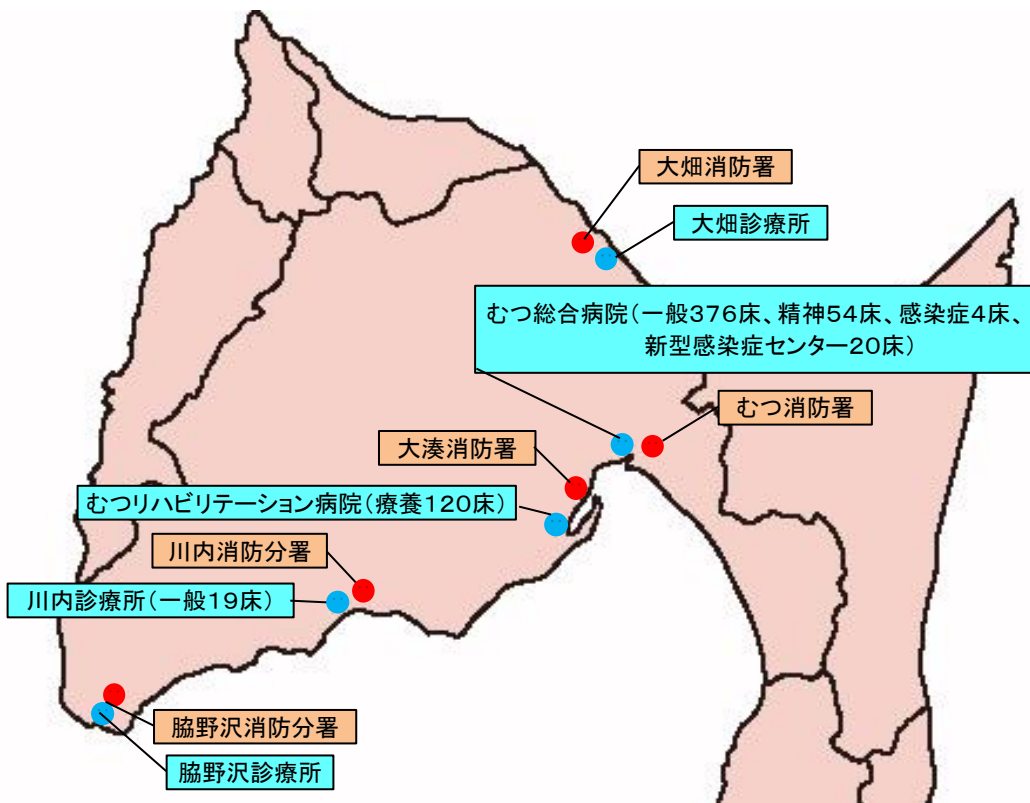 大畑消防署
大畑診療所
むつ総合病院(一般376床、精神54床、感染症4床、
新型感染症センター20床)
むつ消防署
大湊消防署
むつリハビリテーション病院(療養120床)
川内消防分署
川内診療所(一般19床)
脇野沢消防分署
脇野沢診療所